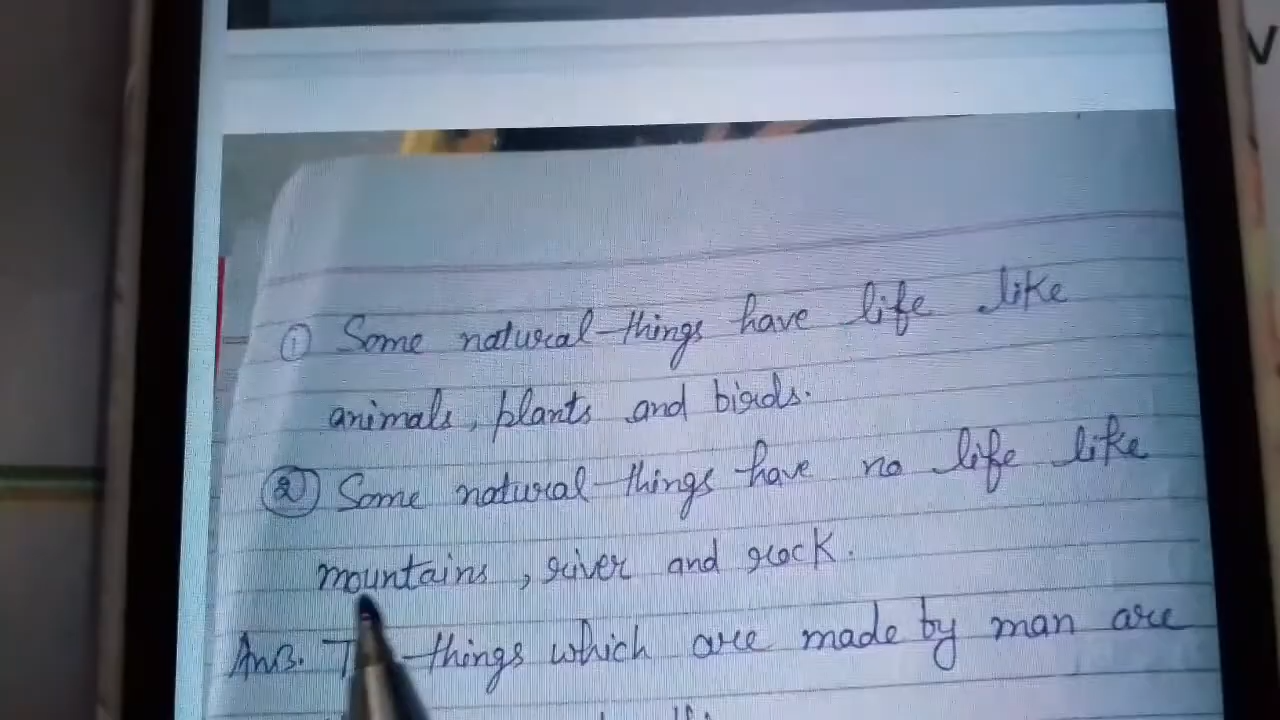 ① Some natural things have life like
animals, plants and birds.
② Some natural things have no life like
mountains, river and rock.
Ans. things which are made by man are